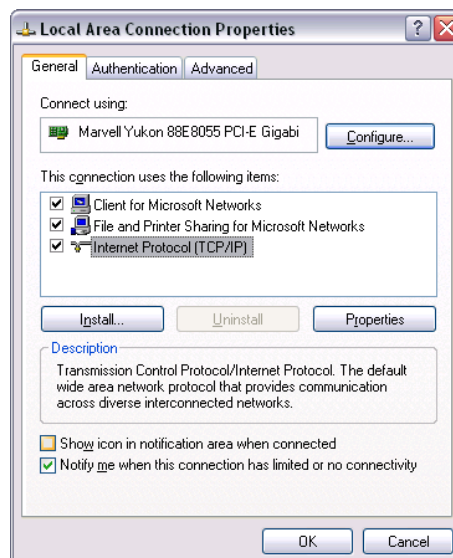 Local Area Connection Properties
General Authentication Advanced
Connect using:
Marvell Yukon 88E8055 PCI-E Gigabi
Configure...
This connection uses the following items:
Client for Microsoft Networks
File and Printer Sharing for Microsoft Networks
Internet Protocol (TCP/IP)
Install... Uninstall Properties
Description
Transmission Control Protocol/Internet Protocol. The default
wide area network protocol that provides communication
across diverse interconnected networks.
Show icon in notification area when connected
Notify me when this connection has limited or no connectivity
OK Cancel